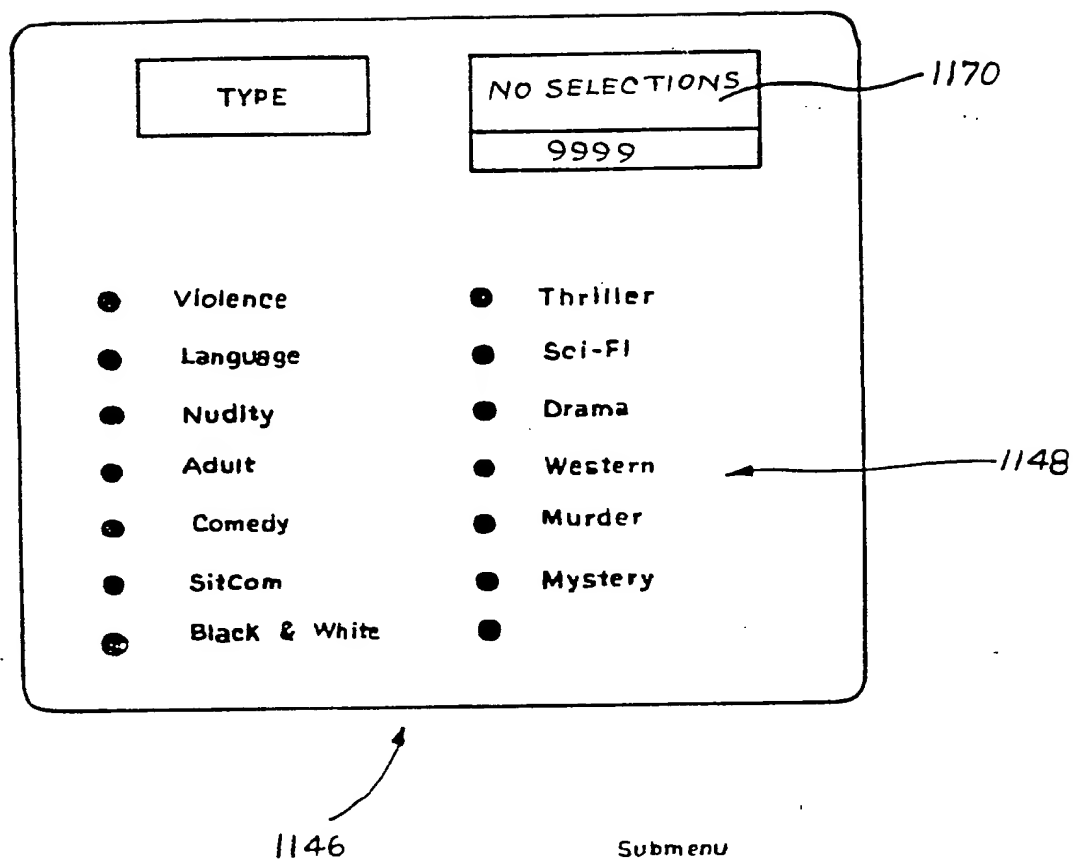 TYPE
NO SELECTIONS
1170
9999
Violence
Thriller
Language
Sci-Fi
Nudity
Drama
Adult
Western
1148
Comedy
Murder
SitCom
Mystery
Black & White
1146
Submenu